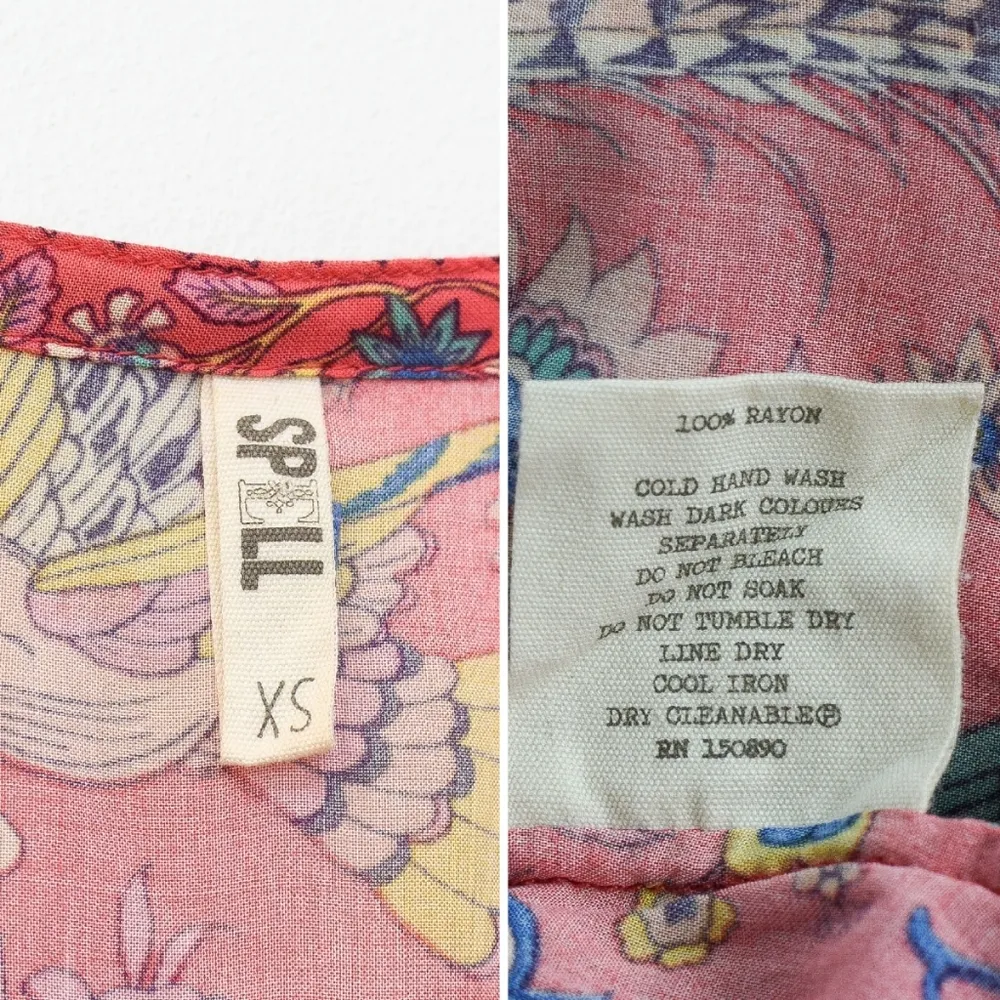 SPELL
XS
100% RAYON
COLD HAND WASH
WASH DARK COLOURS
SEPARATELY
DO NOT BLEACH
DO NOT SOAK
DO NOT TUMBLE DRY
LINE DRY
COOL IRON
DRY CLEANABLE Ⓟ
RN 150890